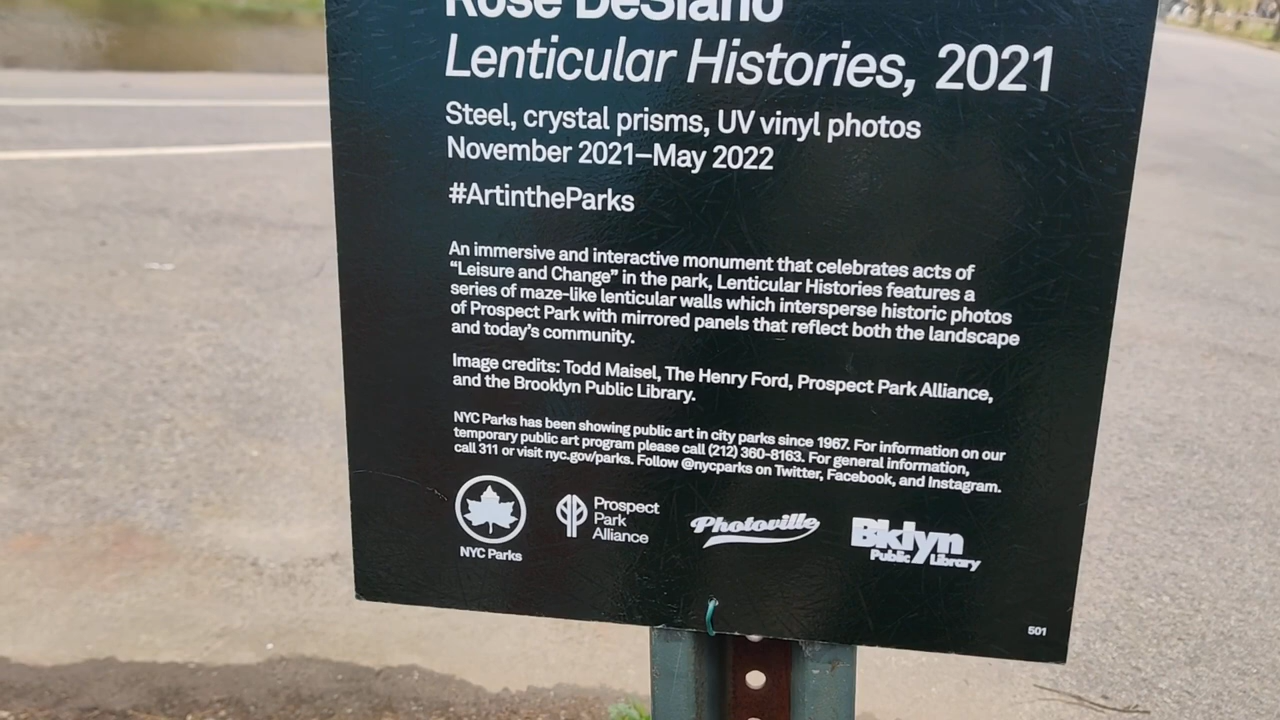 Rose DeSiano
Lenticular Histories, 2021
Steel, crystal prisms, UV vinyl photos
November 2021–May 2022
#ArtintheParks
An immersive and interactive monument that celebrates acts of
“Leisure and Change” in the park, Lenticular Histories features a
series of maze-like lenticular walls which intersperse historic photos
of Prospect Park with mirrored panels that reflect both the landscape
and today’s community.
Image credits: Todd Maisel, The Henry Ford, Prospect Park Alliance,
and the Brooklyn Public Library.
NYC Parks has been showing public art in city parks since 1967. For information on our
temporary public art program please call (212) 360-8163. For general information,
call 311 or visit nyc.gov/parks. Follow @nycparks on Twitter, Facebook, and Instagram.
NYC Parks
Prospect
Park
Alliance
Photoville
Bklyn
Public Library
501